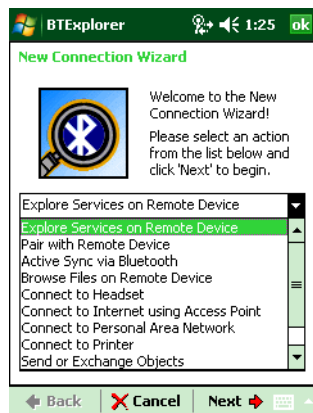 BTExplorer 1:25 ok
New Connection Wizard
Welcome to the New
Connection Wizard!
Please select an action
from the list below and
click 'Next' to begin.
Explore Services on Remote Device
Explore Services on Remote Device
Pair with Remote Device
Active Sync via Bluetooth
Browse Files on Remote Device
Connect to Headset
Connect to Internet using Access Point
Connect to Personal Area Network
Connect to Printer
Send or Exchange Objects
Back Cancel Next